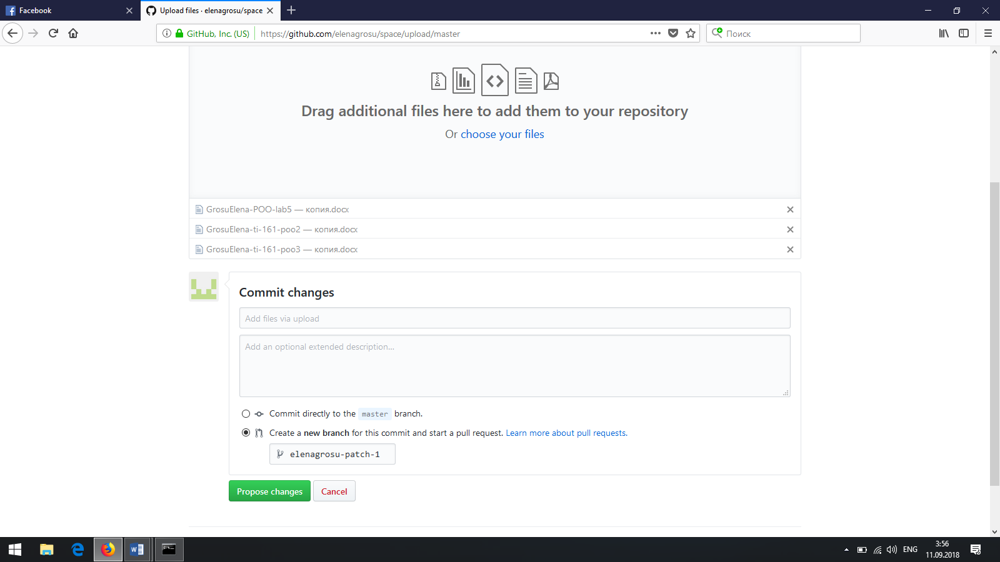 Facebook
Upload files · elenagrosu/space
GitHub, Inc. (US)
https://github.com/elenagrosu/space/upload/master
Поиск
Drag additional files here to add them to your repository
Or choose your files
GrosuElena-POO-lab5 — копия.docx
GrosuElena-ti-161-poo2 — копия.docx
GrosuElena-ti-161-poo3 — копия.docx
Commit changes
Add files via upload
Add an optional extended description...
Commit directly to the master branch.
Create a new branch for this commit and start a pull request. Learn more about pull requests.
elenagrosu-patch-1
Propose changes
Cancel
ENG
3:56
11.09.2018